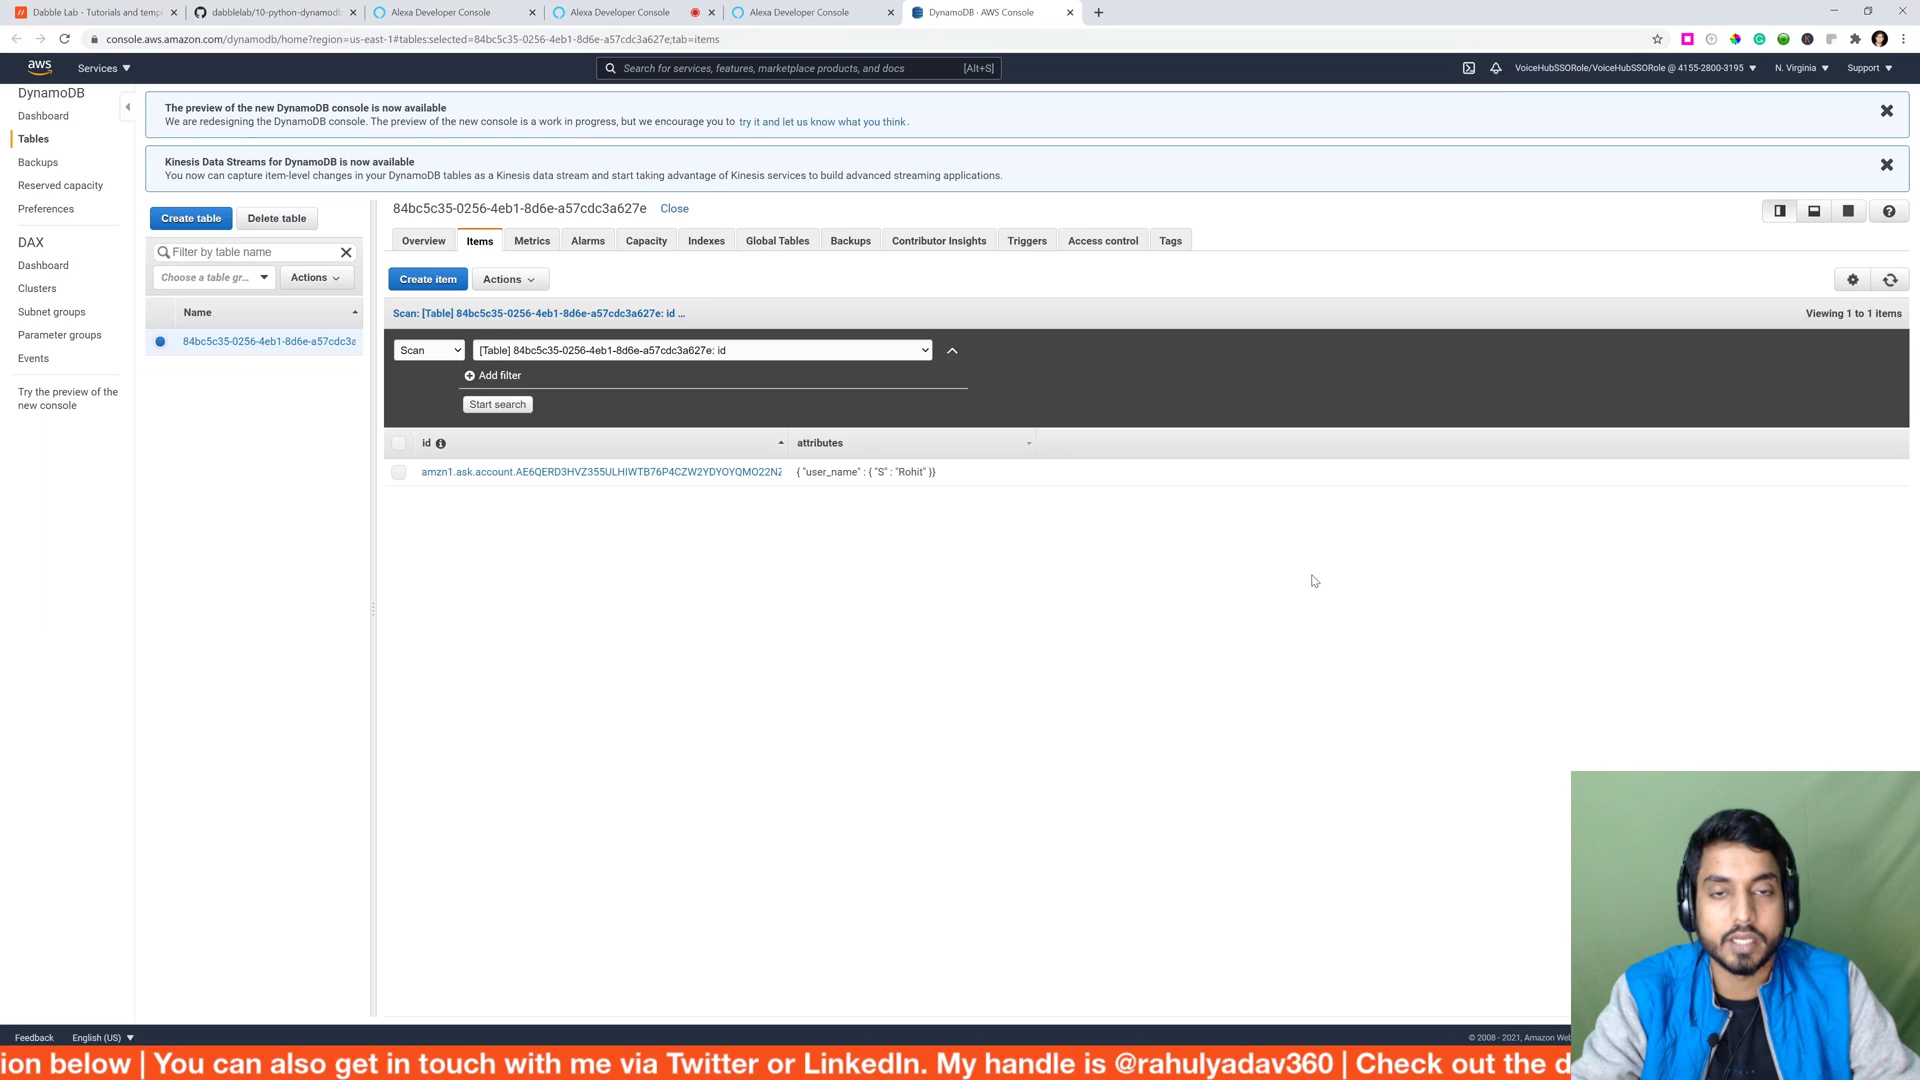 Dabble Lab - Tutorials and temp
dabblelab/10-python-dynamodb
Alexa Developer Console
Alexa Developer Console
Alexa Developer Console
DynamoDB · AWS Console
console.aws.amazon.com/dynamodb/home?region=us-east-1#tables:selected=84bc5c35-0256-4eb1-8d6e-a57cdc3a627e;tab=items
aws
Services
Search for services, features, marketplace products, and docs
[Alt+S]
VoiceHubSSORole/VoiceHubSSORole @ 4155-2800-3195
N. Virginia
Support
DynamoDB
Dashboard
Tables
Backups
Reserved capacity
Preferences
DAX
Dashboard
Clusters
Subnet groups
Parameter groups
Events
Try the preview of the
new console
The preview of the new DynamoDB console is now available
We are redesigning the DynamoDB console. The preview of the new console is a work in progress, but we encourage you to try it and let us know what you think.
Kinesis Data Streams for DynamoDB is now available
You now can capture item-level changes in your DynamoDB tables as a Kinesis data stream and start taking advantage of Kinesis services to build advanced streaming applications.
Create table
Delete table
Filter by table name
Choose a table gr...
Actions
Name
84bc5c35-0256-4eb1-8d6e-a57cdc3a
84bc5c35-0256-4eb1-8d6e-a57cdc3a627e
Close
Overview
Items
Metrics
Alarms
Capacity
Indexes
Global Tables
Backups
Contributor Insights
Triggers
Access control
Tags
Create item
Actions
Scan: [Table] 84bc5c35-0256-4eb1-8d6e-a57cdc3a627e: id ...
Viewing 1 to 1 items
Scan
[Table] 84bc5c35-0256-4eb1-8d6e-a57cdc3a627e: id
Add filter
Start search
id
attributes
amzn1.ask.account.AE6QERD3HVZ355ULHIWTB76P4CZW2YDYOYQMO22NZ
{ "user_name" : { "S" : "Rohit" }}
Feedback
English (US)
© 2008 - 2021, Amazon Web
ion below | You can also get in touch with me via Twitter or LinkedIn. My handle is @rahulyadav360 | Check out the d